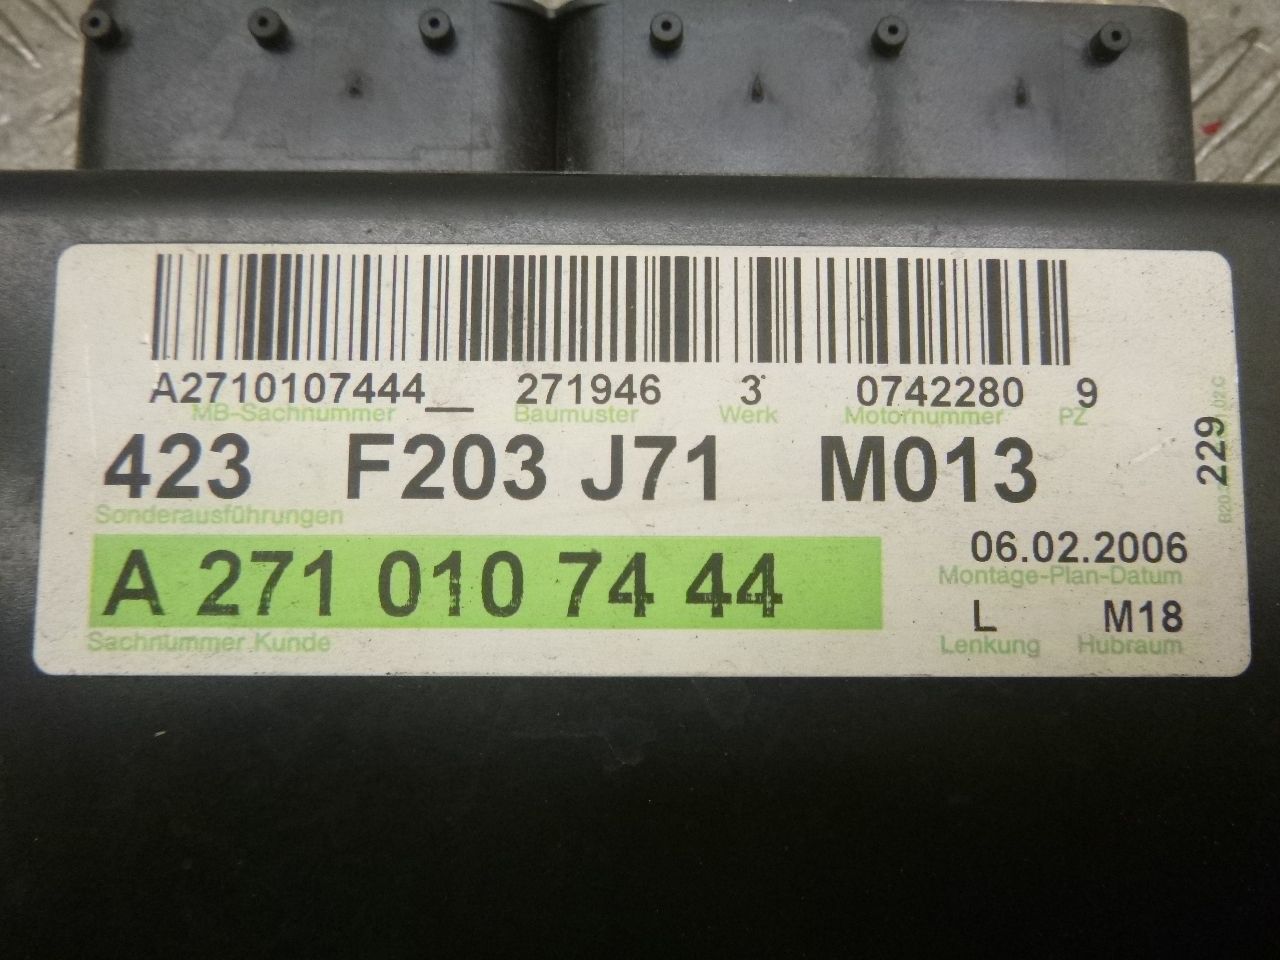 A2710107444__ 271946 3 0742280 9
MB-Sachnummer Baumuster Werk Motornummer PZ
423 F203 J71 M013
229
Sonderausführungen
A 271 010 74 44
06.02.2006
Montage-Plan-Datum
L M18
Sachnummer Kunde Lenkung Hubraum